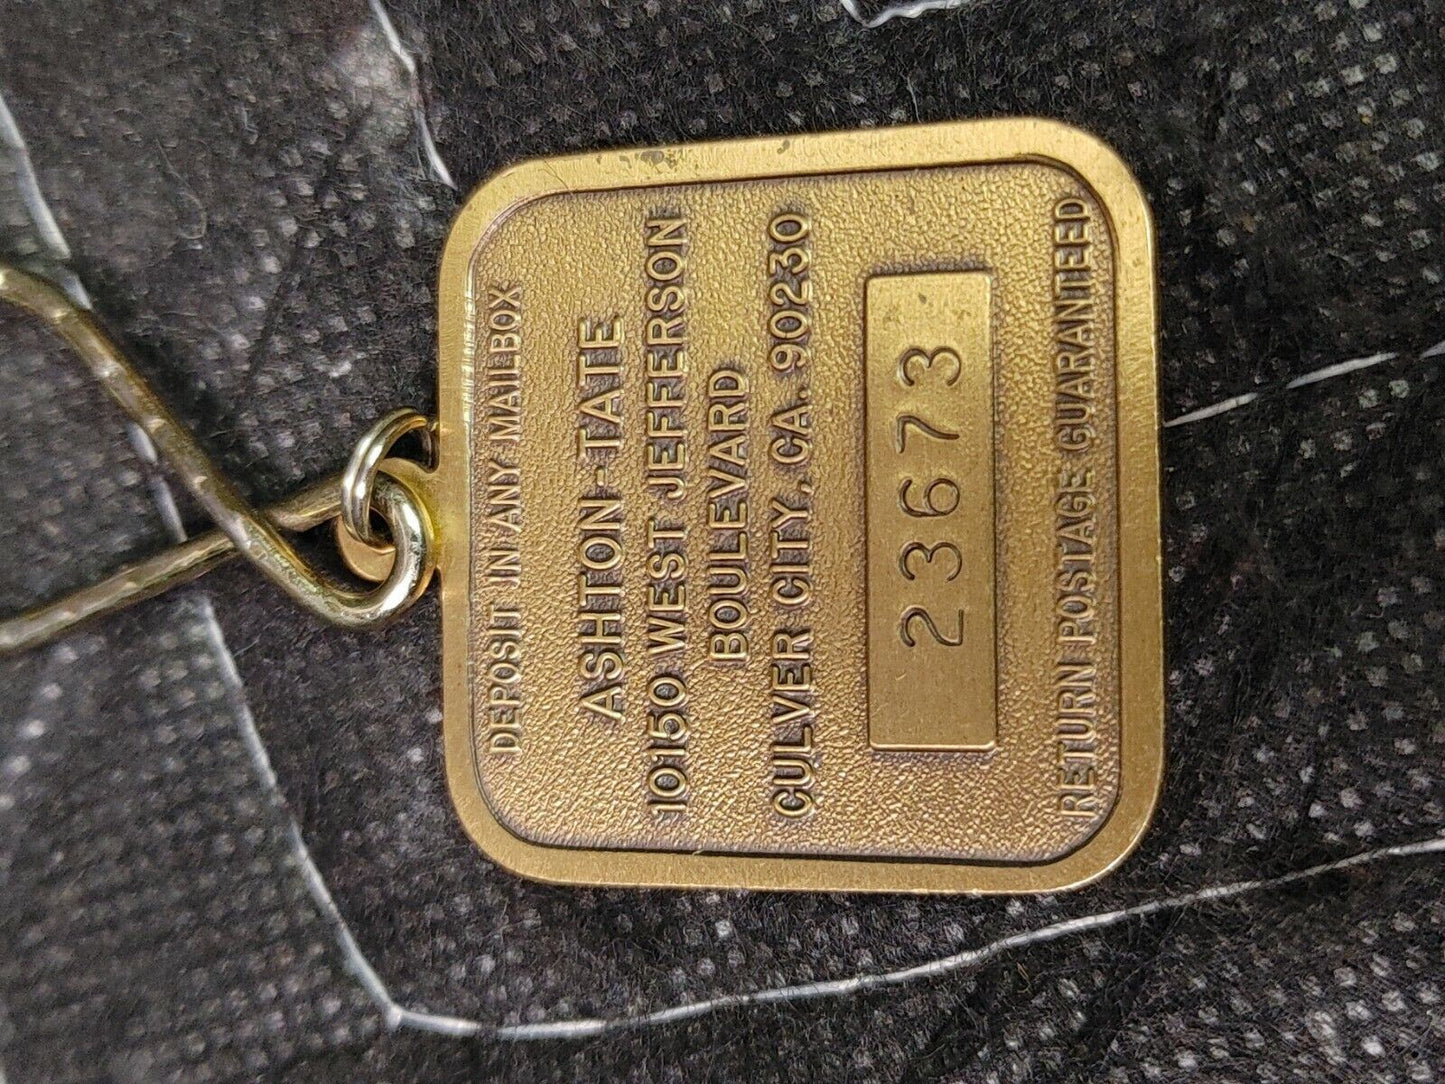 DEPOSIT IN ANY MAILBOX
ASHTON-TATE
10150 WEST JEFFERSON
BOULEVARD
CULVER CITY, CA. 90230
23673
RETURN POSTAGE GUARANTEED